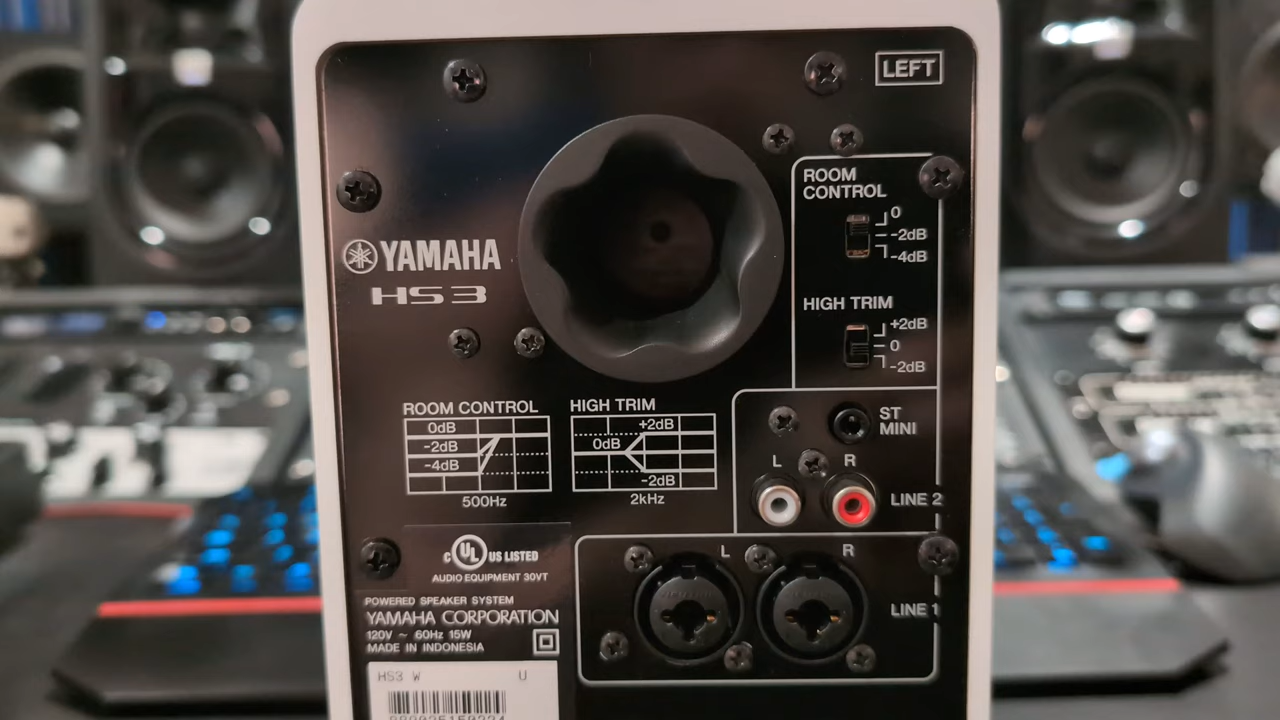 LEFT
ROOM
CONTROL
0
-2dB
-4dB
YAMAHA
HS3
HIGH TRIM
+2dB
0
-2dB
ROOM CONTROL
0dB
-2dB
-4dB
500Hz
HIGH TRIM
+2dB
0dB
-2dB
2kHz
ST
MINI
L R
LINE 2
C UL US LISTED
AUDIO EQUIPMENT 30VT
L R
LINE 1
POWERED SPEAKER SYSTEM
YAMAHA CORPORATION
120V ~ 60Hz 15W
MADE IN INDONESIA
HS3 W U